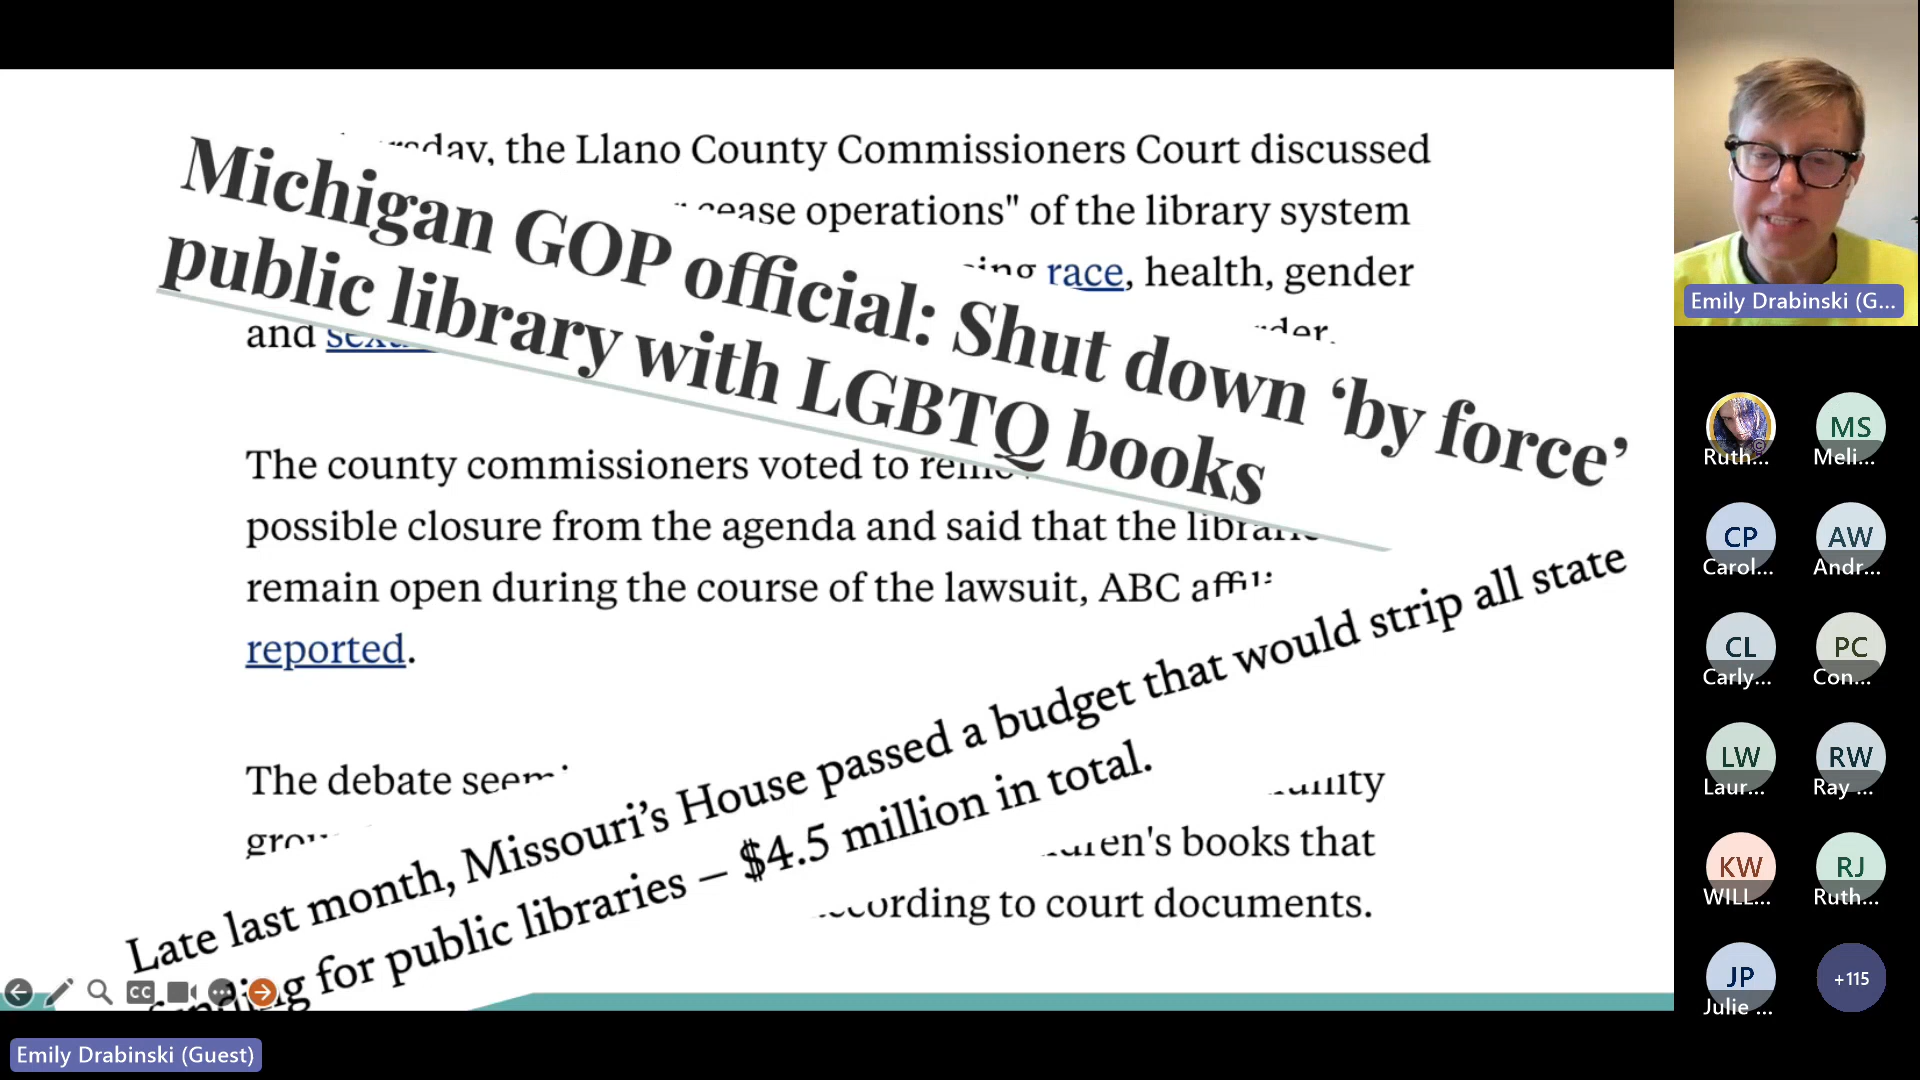 the Llano County Commissioners Court discussed
cease operations" of the library system
race, health, gender
and
Michigan GOP official: Shut down ‘by force’
public library with LGBTQ books
The county commissioners voted to
possible closure from the agenda and said that the
remain open during the course of the lawsuit, ABC
reported.
Late last month, Missouri’s House passed a budget that would strip all state
funding for public libraries – $4.5 million in total.
The debate
books that
to court documents.
CC
Emily Drabinski (Guest)
Emily Drabinski (G...
Ruth...
MS
Meli...
CP
Carol...
AW
Andr...
CL
Carly...
PC
Con...
LW
Laur...
RW
Ray ...
KW
WILL...
RJ
Ruth...
JP
Julie ...
+115